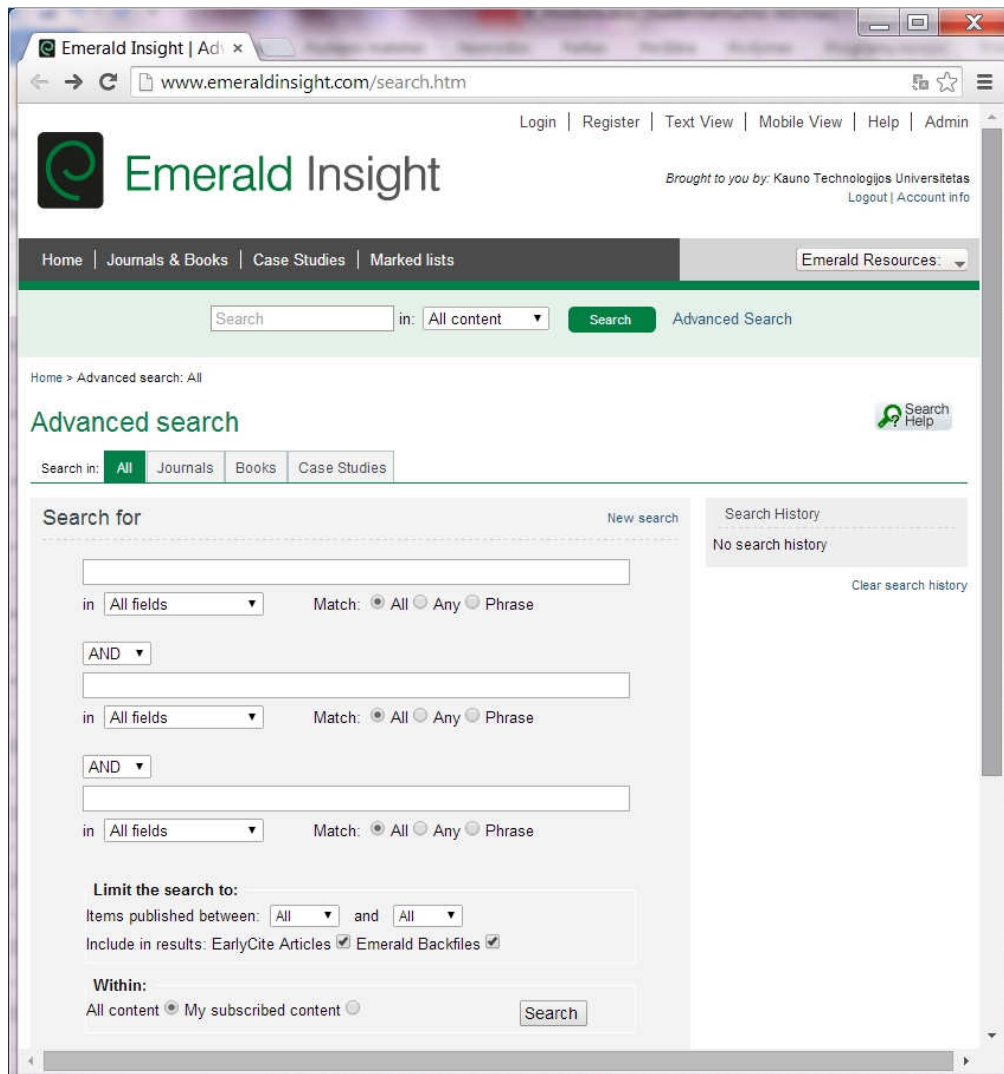 Emerald Insight | Adv
www.emeraldinsight.com/search.htm
Login | Register | Text View | Mobile View | Help | Admin
Emerald Insight
Brought to you by: Kauno Technologijos Universitetas
Logout | Account info
Home | Journals & Books | Case Studies | Marked lists
Emerald Resources:
Search in: All content Search Advanced Search
Home > Advanced search: All
Advanced search
Search Help
Search in: All Journals Books Case Studies
Search for New search
Search History
No search history
Clear search history
in All fields Match: All Any Phrase
AND
in All fields Match: All Any Phrase
AND
in All fields Match: All Any Phrase
Limit the search to:
Items published between: All and All
Include in results: EarlyCite Articles Emerald Backfiles
Within:
All content My subscribed content Search